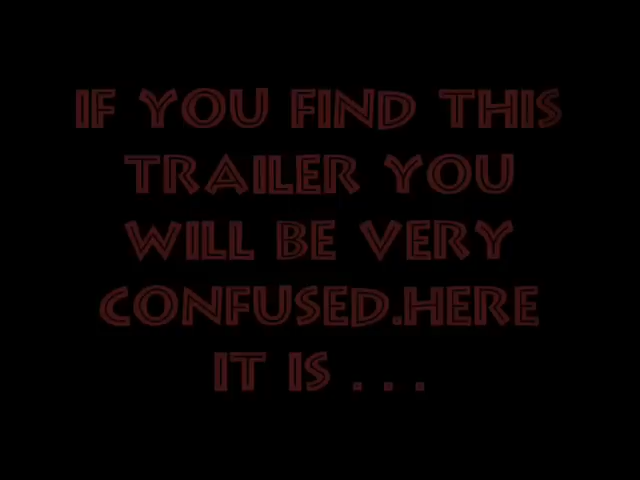 IF YOU FIND THIS
TRAILER YOU
WILL BE VERY
CONFUSED.HERE
IT IS . . .